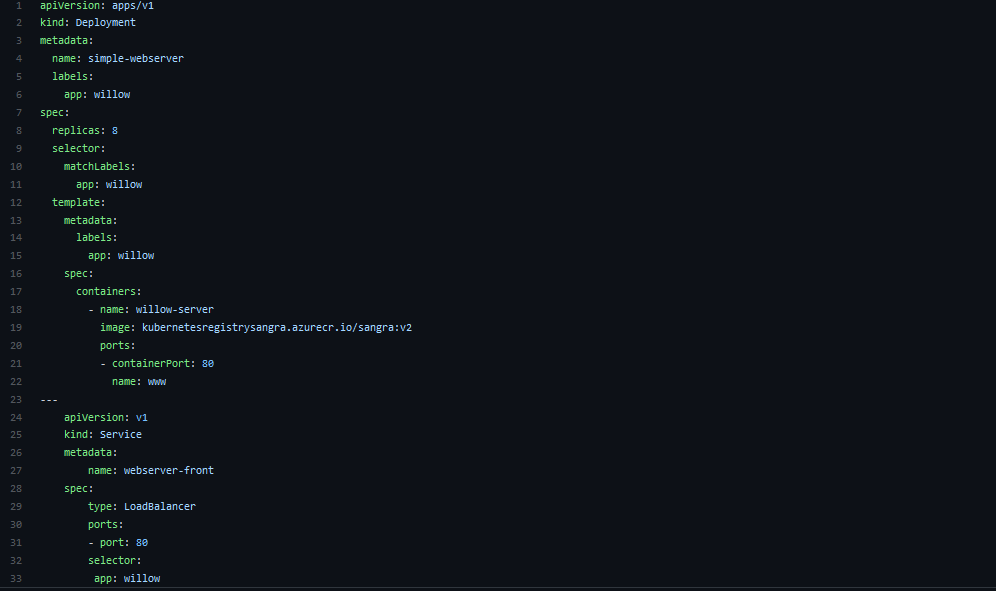 1 apiVersion: apps/v1
2 kind: Deployment
3 metadata:
4   name: simple-webserver
5   labels:
6     app: willow
7 spec:
8   replicas: 8
9   selector:
10     matchLabels:
11       app: willow
12   template:
13     metadata:
14       labels:
15         app: willow
16     spec:
17       containers:
18         - name: willow-server
19           image: kubernetesregistrysangra.azurecr.io/sangra:v2
20           ports:
21           - containerPort: 80
22             name: www
23 ---
24     apiVersion: v1
25     kind: Service
26     metadata:
27         name: webserver-front
28     spec:
29         type: LoadBalancer
30         ports:
31         - port: 80
32         selector:
33          app: willow